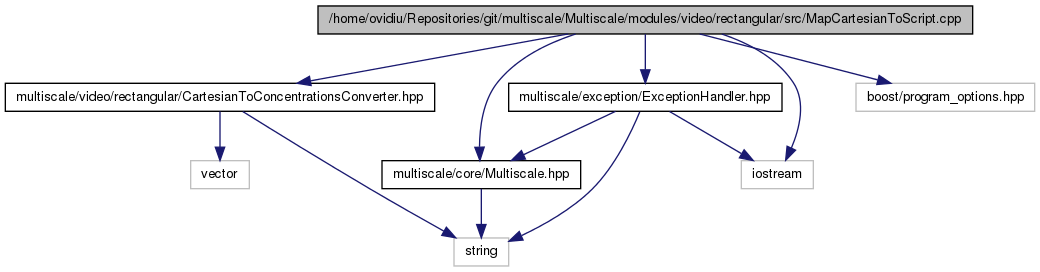 /home/ovidiu/Repositories/git/multiscale/Multiscale/modules/video/rectangular/src/MapCartesianToScript.cpp
multiscale/video/rectangular/CartesianToConcentrationsConverter.hpp
multiscale/exception/ExceptionHandler.hpp
boost/program_options.hpp
vector
multiscale/core/Multiscale.hpp
iostream
string